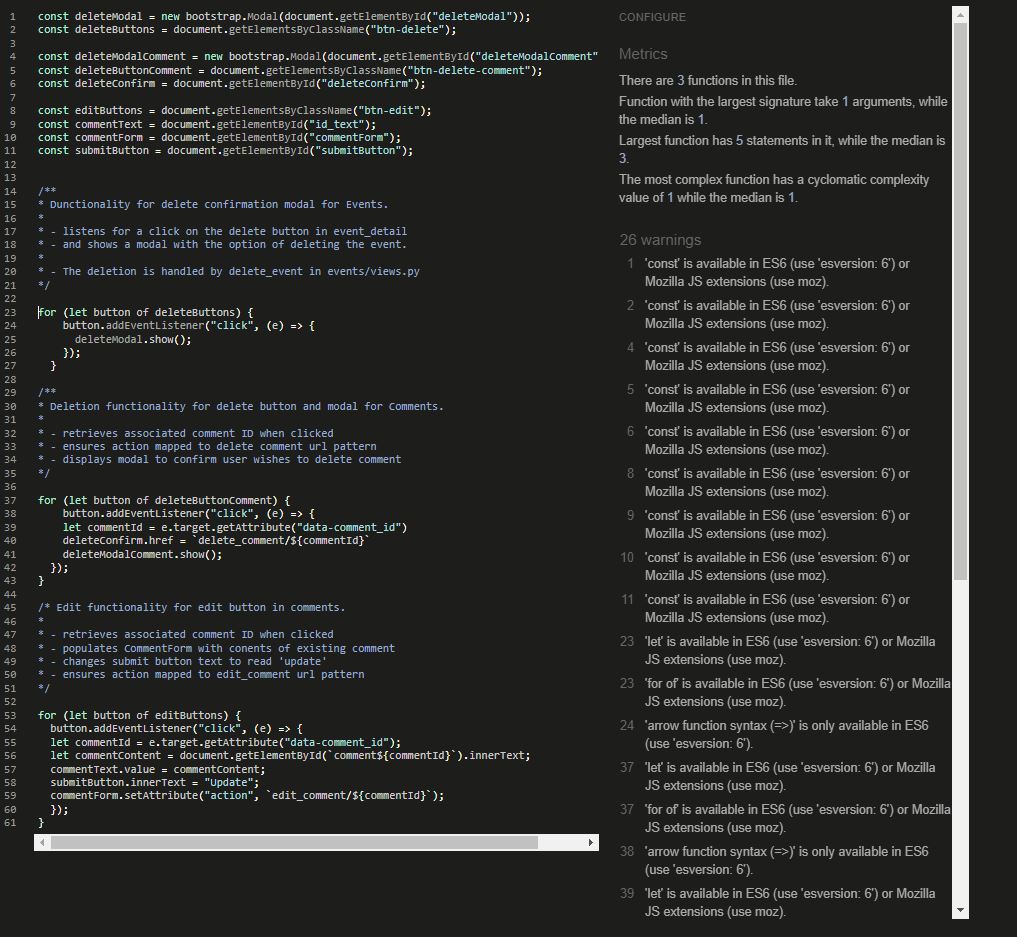 1 const deleteModal = new bootstrap.Modal(document.getElementById("deleteModal"));
2 const deleteButtons = document.getElementsByClassName("btn-delete");
3
4 const deleteModalComment = new bootstrap.Modal(document.getElementById("deleteModalComment"
5 const deleteButtonComment = document.getElementsByClassName("btn-delete-comment");
6 const deleteConfirm = document.getElementById("deleteConfirm");
7
8 const editButtons = document.getElementsByClassName("btn-edit");
9 const commentText = document.getElementById("id_text");
10 const commentForm = document.getElementById("commentForm");
11 const submitButton = document.getElementById("submitButton");
12
13
14 /**
15 * Dunctionality for delete confirmation modal for Events.
16 *
17 * - listens for a click on the delete button in event_detail
18 * - and shows a modal with the option of deleting the event.
19 *
20 * - The deletion is handled by delete_event in events/views.py
21 */
22
23 for (let button of deleteButtons) {
24 button.addEventListener("click", (e) => {
25 deleteModal.show();
26 });
27 }
28
29 /**
30 * Deletion functionality for delete button and modal for Comments.
31 *
32 * - retrieves associated comment ID when clicked
33 * - ensures action mapped to delete comment url pattern
34 * - displays modal to confirm user wishes to delete comment
35 */
36
37 for (let button of deleteButtonComment) {
38 button.addEventListener("click", (e) => {
39 let commentId = e.target.getAttribute("data-comment_id")
40 deleteConfirm.href = `delete_comment/${commentId}`
41 deleteModalComment.show();
42 });
43 }
44
45 /* Edit functionality for edit button in comments.
46 *
47 * - retrieves associated comment ID when clicked
48 * - populates CommentForm with conents of existing comment
49 * - changes submit button text to read 'update'
50 * - ensures action mapped to edit_comment url pattern
51 */
52
53 for (let button of editButtons) {
54 button.addEventListener("click", (e) => {
55 let commentId = e.target.getAttribute("data-comment_id");
56 let commentContent = document.getElementById(`comment${commentId}`).innerText;
57 commentText.value = commentContent;
58 submitButton.innerText = "Update";
59 commentForm.setAttribute("action", `edit_comment/${commentId}`);
60 });
61 }
CONFIGURE
Metrics
There are 3 functions in this file.
Function with the largest signature take 1 arguments, while
the median is 1.
Largest function has 5 statements in it, while the median is
3.
The most complex function has a cyclomatic complexity
value of 1 while the median is 1.
26 warnings
1 'const' is available in ES6 (use 'esversion: 6') or
Mozilla JS extensions (use moz).
2 'const' is available in ES6 (use 'esversion: 6') or
Mozilla JS extensions (use moz).
4 'const' is available in ES6 (use 'esversion: 6') or
Mozilla JS extensions (use moz).
5 'const' is available in ES6 (use 'esversion: 6') or
Mozilla JS extensions (use moz).
6 'const' is available in ES6 (use 'esversion: 6') or
Mozilla JS extensions (use moz).
8 'const' is available in ES6 (use 'esversion: 6') or
Mozilla JS extensions (use moz).
9 'const' is available in ES6 (use 'esversion: 6') or
Mozilla JS extensions (use moz).
10 'const' is available in ES6 (use 'esversion: 6') or
Mozilla JS extensions (use moz).
11 'const' is available in ES6 (use 'esversion: 6') or
Mozilla JS extensions (use moz).
23 'let' is available in ES6 (use 'esversion: 6') or Mozilla
JS extensions (use moz).
23 'for of' is available in ES6 (use 'esversion: 6') or Mozilla
JS extensions (use moz).
24 'arrow function syntax (=>)' is only available in ES6
(use 'esversion: 6').
37 'let' is available in ES6 (use 'esversion: 6') or Mozilla
JS extensions (use moz).
37 'for of' is available in ES6 (use 'esversion: 6') or Mozilla
JS extensions (use moz).
38 'arrow function syntax (=>)' is only available in ES6
(use 'esversion: 6').
39 'let' is available in ES6 (use 'esversion: 6') or Mozilla
JS extensions (use moz).